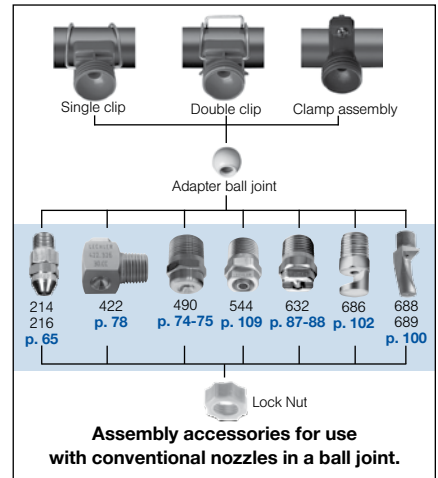 Single clip
Double clip
Clamp assembly
Adapter ball joint
LECHLER
214
216
p. 65
422
p. 78
490
p. 74-75
544
p. 109
632
p. 87-88
686
p. 102
688
689
p. 100
Lock Nut
Assembly accessories for use
with conventional nozzles in a ball joint.